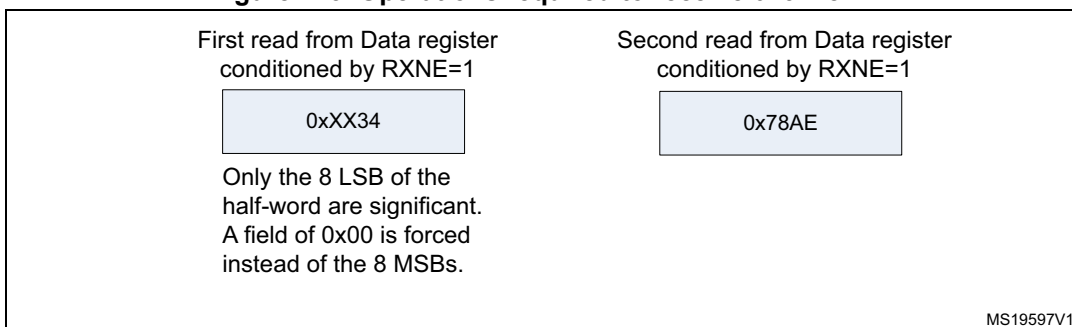 First read from Data register
conditioned by RXNE=1
0xXX34
Only the 8 LSB of the
half-word are significant.
A field of 0x00 is forced
instead of the 8 MSBs.
Second read from Data register
conditioned by RXNE=1
0x78AE
MS19597V1